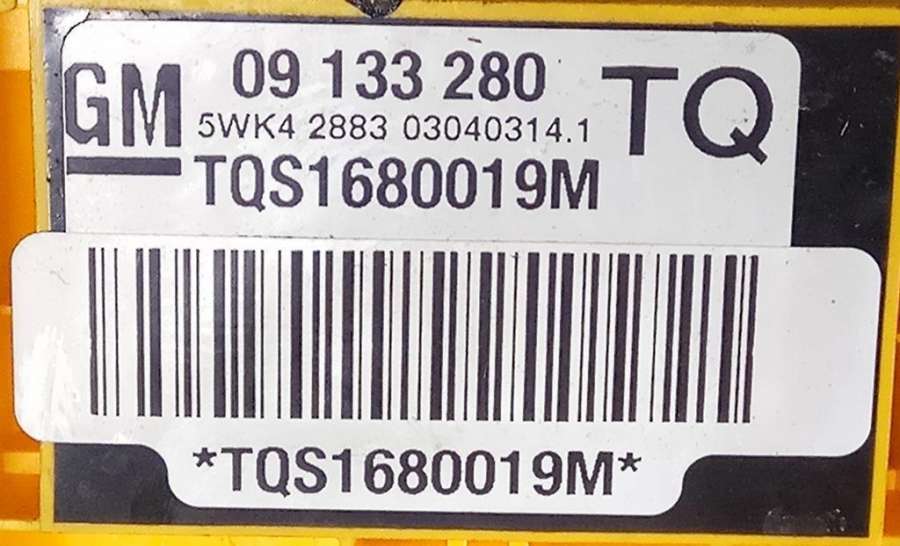 GM 09 133 280 TQ
5WK4 2883 03040314.1
TQS1680019M
*TQS1680019M*